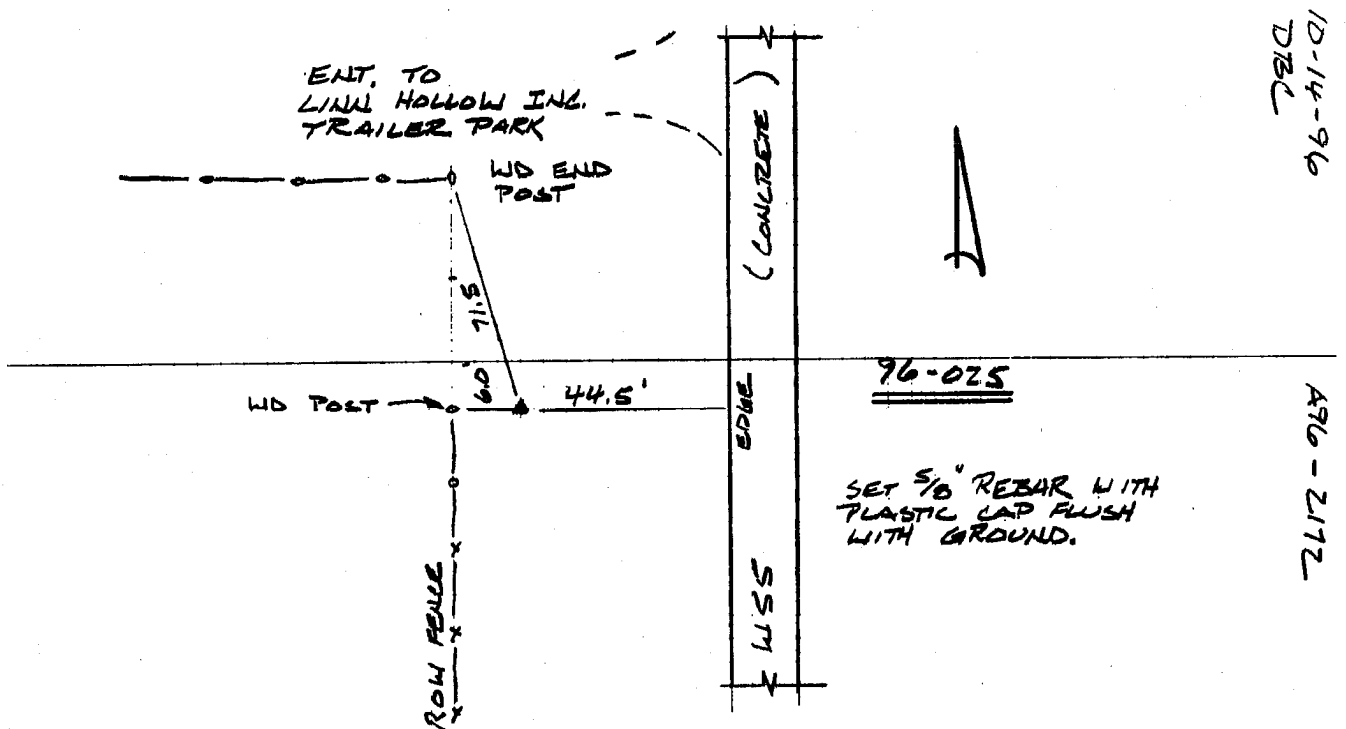 10-14-96
DBC
ENT. TO
LINN HOLLOW INC.
TRAILER PARK
WD END
POST
(CONCRETE)
71.5'
6.0'
44.5'
WD POST
EDGE
96-025
A96-2172
SET 5/8" REBAR WITH
PLASTIC CAP FLUSH
WITH GROUND.
W55
ROW FENCE